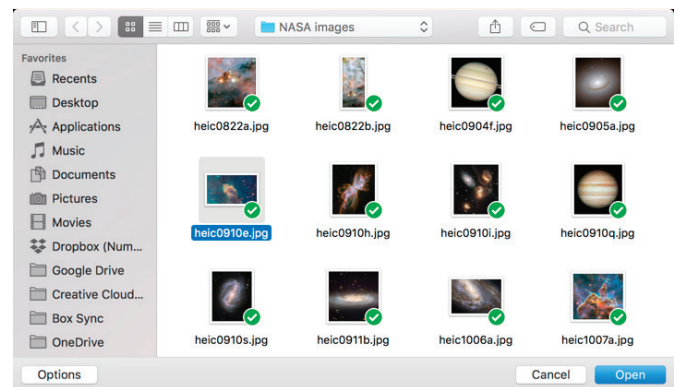 NASA images
Search
Favorites
Recents
Desktop
Applications
Music
Documents
Pictures
Movies
Dropbox (Num...
Google Drive
Creative Cloud...
Box Sync
OneDrive
heic0822a.jpg
heic0822b.jpg
heic0904f.jpg
heic0905a.jpg
heic0910e.jpg
heic0910h.jpg
heic0910i.jpg
heic0910q.jpg
heic0910s.jpg
heic0911b.jpg
heic1006a.jpg
heic1007a.jpg
Options
Cancel
Open